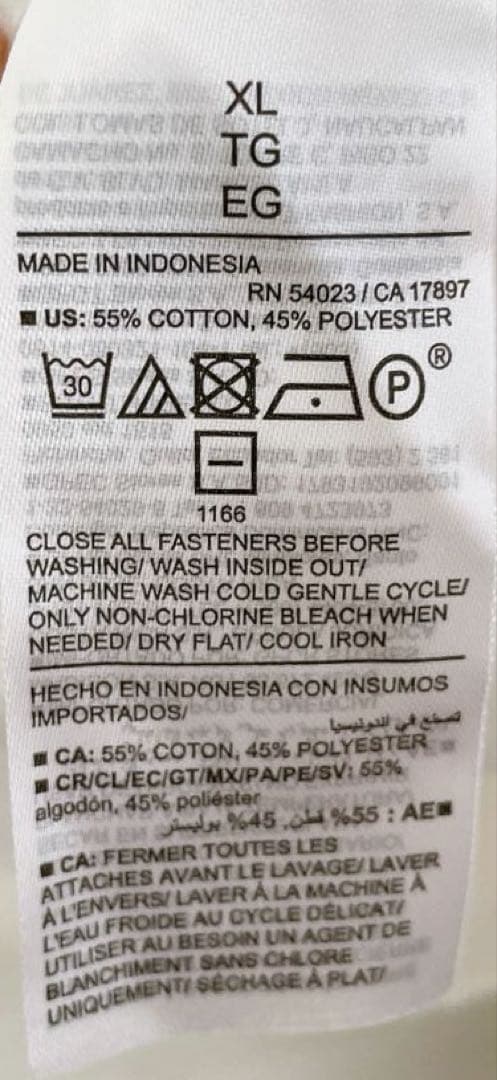 XL
TG
EG
MADE IN INDONESIA
RN 54023 / CA 17897
US: 55% COTTON, 45% POLYESTER
30
P
®
1166
CLOSE ALL FASTENERS BEFORE
WASHING/ WASH INSIDE OUT/
MACHINE WASH COLD GENTLE CYCLE/
ONLY NON-CHLORINE BLEACH WHEN
NEEDED/ DRY FLAT/ COOL IRON
HECHO EN INDONESIA CON INSUMOS
IMPORTADOS/
تصنع في اندونيسيا
CA: 55% COTON, 45% POLYESTER
CR/CL/EC/GT/MX/PA/PE/SV: 55%
algodón, 45% poliéster
AE : 55% قطن, 45% بوليستر
CA: FERMER TOUTES LES
ATTACHES AVANT LE LAVAGE/ LAVER
À L'ENVERS/ LAVER À LA MACHINE À
L'EAU FROIDE AU CYCLE DÉLICAT/
UTILISER AU BESOIN UN AGENT DE
BLANCHIMENT SANS CHLORE
UNIQUEMENT/ SÉCHAGE À PLAT/